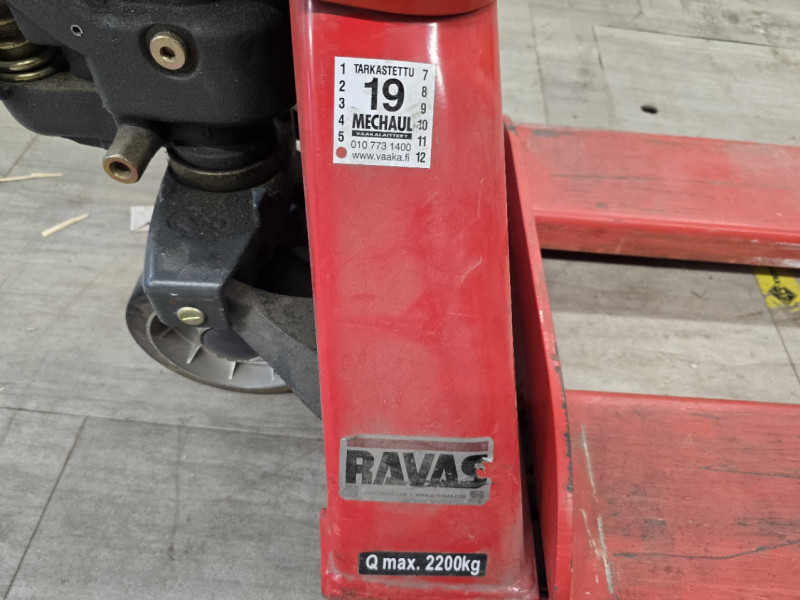 1 TARKASTETTU 7
2 8
19
3 9
4 MECHAUL 10
5 VAAKALAITTEET 11
010 773 1400
www.vaaka.fi 12
RAVAS
Q max. 2200kg